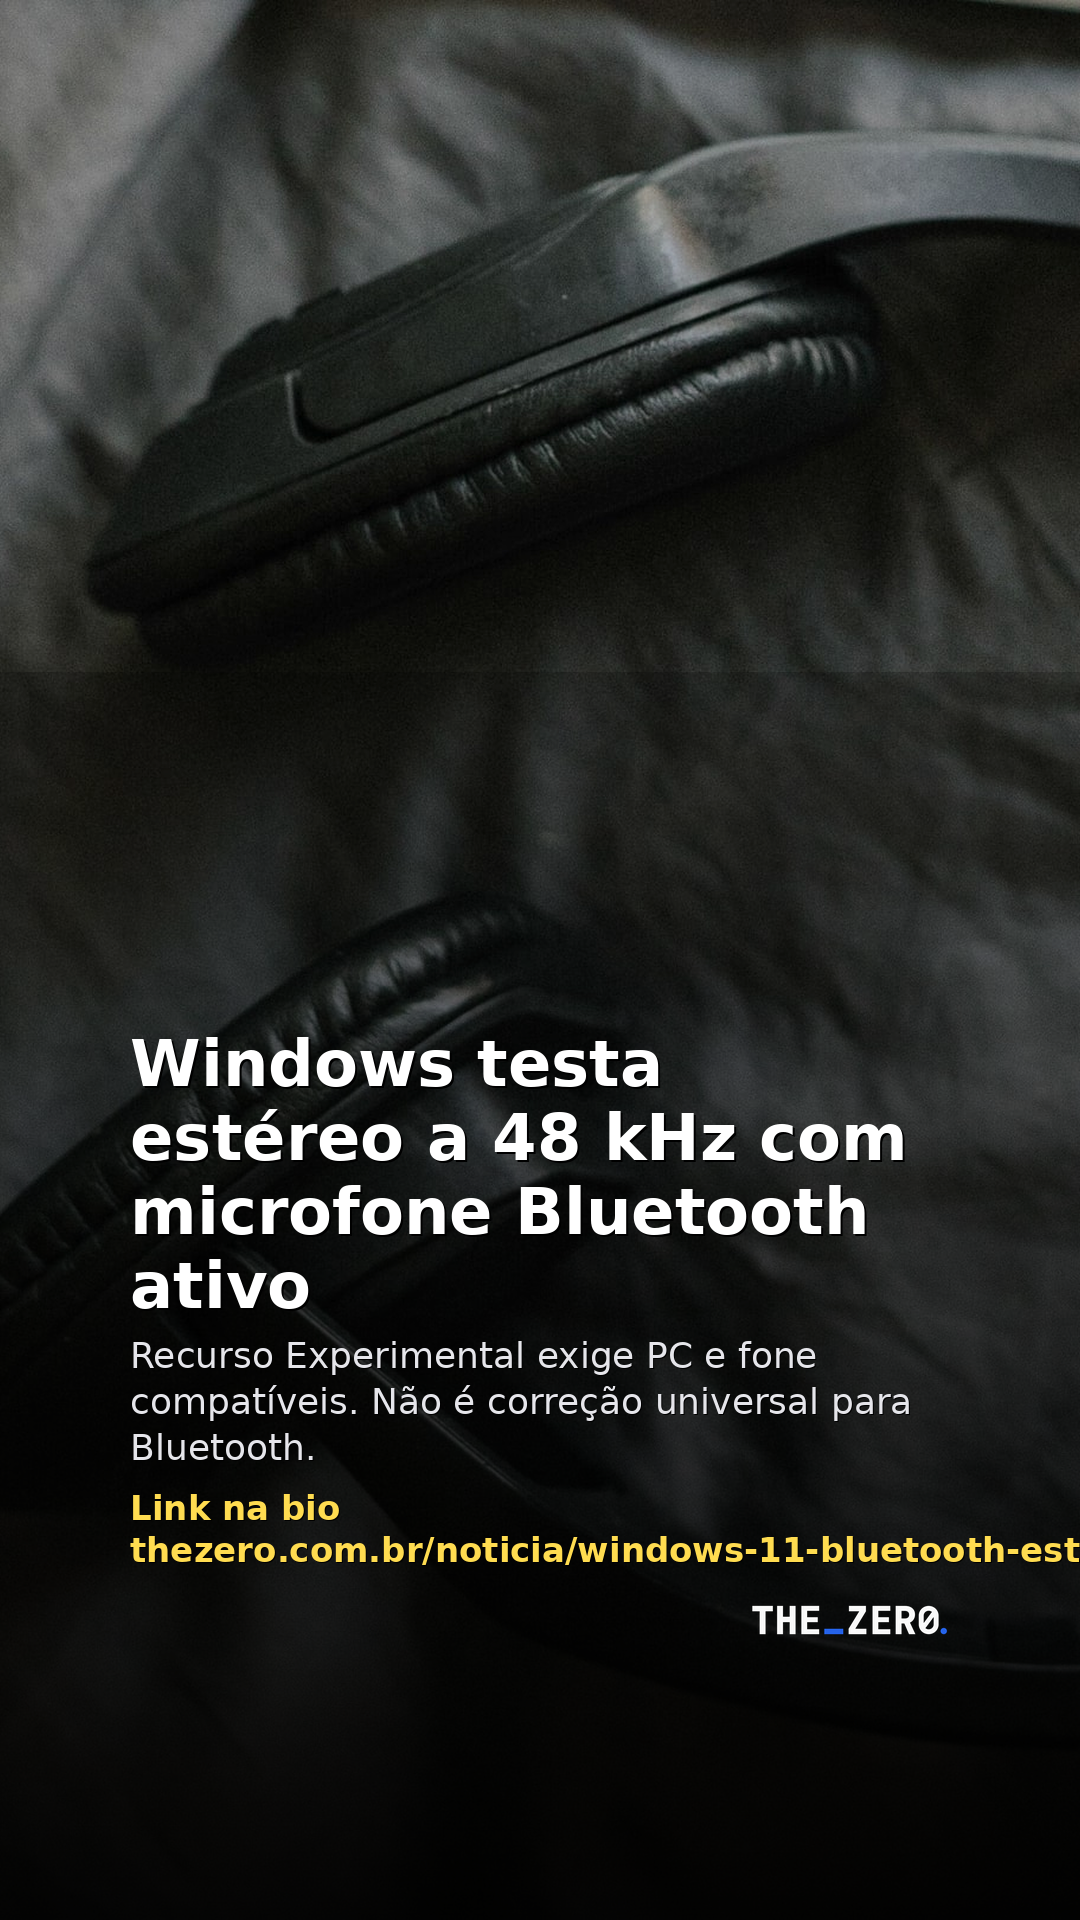 Windows testa
estéreo a 48 kHz com
microfone Bluetooth
ativo
Recurso Experimental exige PC e fone
compatíveis. Não é correção universal para
Bluetooth.
Link na bio
thezero.com.br/noticia/windows-11-bluetooth-est
THE_ZER0.